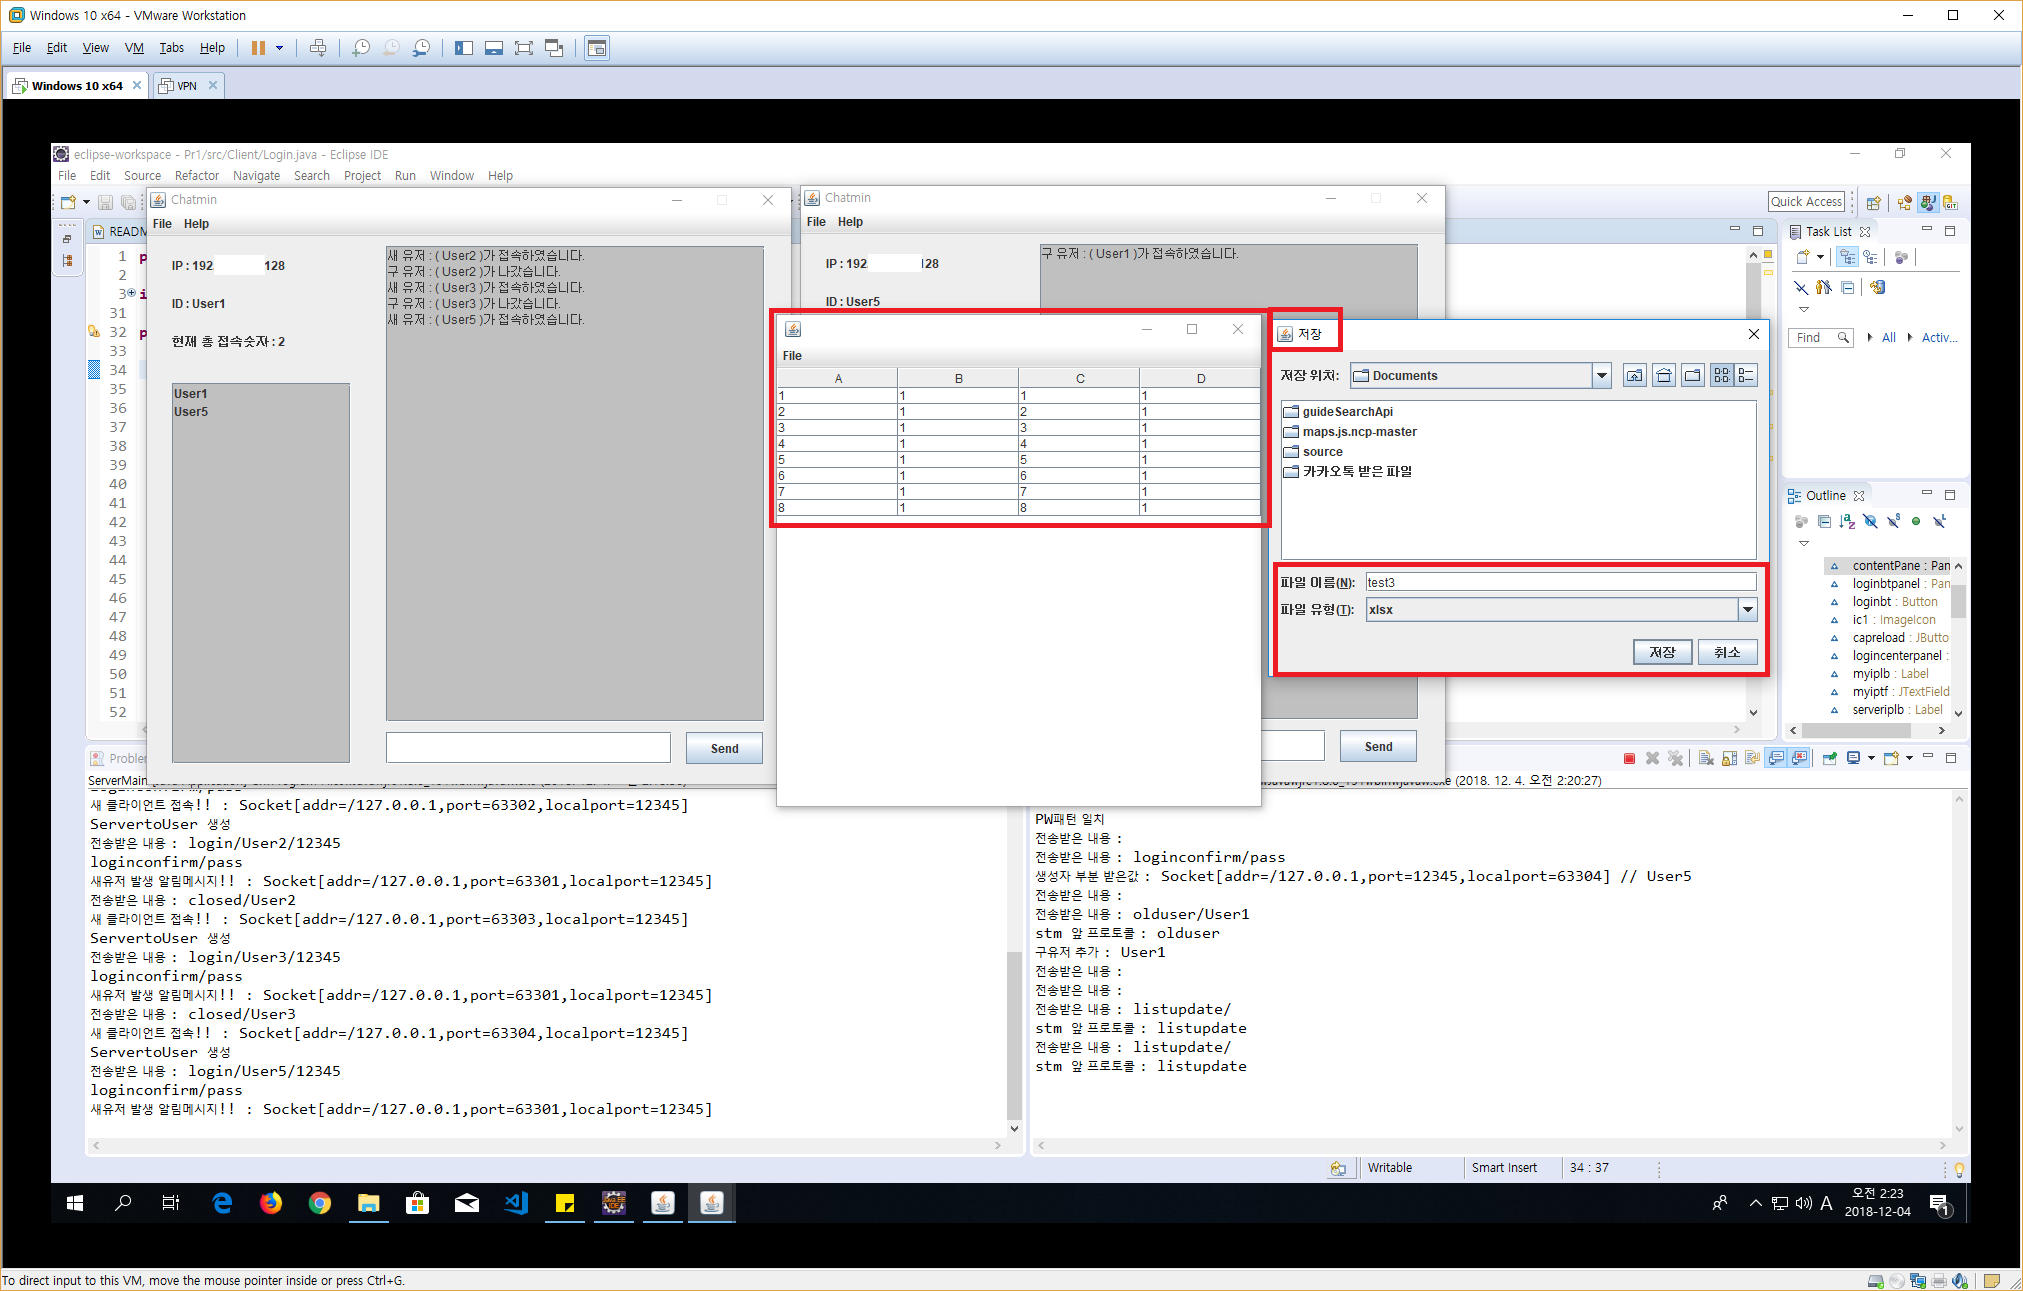 Windows 10 x64 - VMware Workstation
File Edit View VM Tabs Help
Windows 10 x64
VPN
eclipse-workspace - Pr1/src/Client/Login.java - Eclipse IDE
File Edit Source Refactor Navigate Search Project Run Window Help
Quick Access
READM
1
2
3
31
32
33
34
35
36
37
38
39
40
41
42
43
44
45
46
47
48
49
50
51
52
Chatmin
File Help
IP : 192 128
ID : User1
현재 총 접속숫자 : 2
User1
User5
새 유저 : ( User2 )가 접속하였습니다.
구 유저 : ( User2 )가 나갔습니다.
새 유저 : ( User3 )가 접속하였습니다.
구 유저 : ( User3 )가 나갔습니다.
새 유저 : ( User5 )가 접속하였습니다.
Send
Chatmin
File Help
IP : 192 128
ID : User5
구 유저 : ( User1 )가 접속하였습니다.
Send
File
A B C D
1 1 1 1
2 1 2 1
3 1 3 1
4 1 4 1
5 1 5 1
6 1 6 1
7 1 7 1
8 1 8 1
저장
저장 위치: Documents
guideSearchApi
maps.js.ncp-master
source
카카오톡 받은 파일
파일 이름(N): test3
파일 유형(T): xlsx
저장 취소
Task List
Find All Activ...
Outline
contentPane : Pan
loginbtpanel : Pan
loginbt : Button
ic1 : ImageIcon
capreload : JButto
logincenterpanel :
myiplb : Label
myiptf : JTextField
serveriplb : Label
Problem
ServerMain
새 클라이언트 접속!! : Socket[addr=/127.0.0.1,port=63302,localport=12345]
ServertoUser 생성
전송받은 내용 : login/User2/12345
loginconfirm/pass
새유저 발생 알림메시지!! : Socket[addr=/127.0.0.1,port=63301,localport=12345]
전송받은 내용 : closed/User2
새 클라이언트 접속!! : Socket[addr=/127.0.0.1,port=63303,localport=12345]
ServertoUser 생성
전송받은 내용 : login/User3/12345
loginconfirm/pass
새유저 발생 알림메시지!! : Socket[addr=/127.0.0.1,port=63301,localport=12345]
전송받은 내용 : closed/User3
새 클라이언트 접속!! : Socket[addr=/127.0.0.1,port=63304,localport=12345]
ServertoUser 생성
전송받은 내용 : login/User5/12345
loginconfirm/pass
새유저 발생 알림메시지!! : Socket[addr=/127.0.0.1,port=63301,localport=12345]
(2018. 12. 4. 오전 2:20:27)
PW패턴 일치
전송받은 내용 :
전송받은 내용 : loginconfirm/pass
생성자 부분 받은값 : Socket[addr=/127.0.0.1,port=12345,localport=63304] // User5
전송받은 내용 :
전송받은 내용 : olduser/User1
stm 앞 프로토콜 : olduser
구유저 추가 : User1
전송받은 내용 :
전송받은 내용 :
전송받은 내용 : listupdate/
stm 앞 프로토콜 : listupdate
전송받은 내용 : listupdate/
stm 앞 프로토콜 : listupdate
Writable Smart Insert 34 : 37
A
오전 2:23
2018-12-04
1
To direct input to this VM, move the mouse pointer inside or press Ctrl+G.